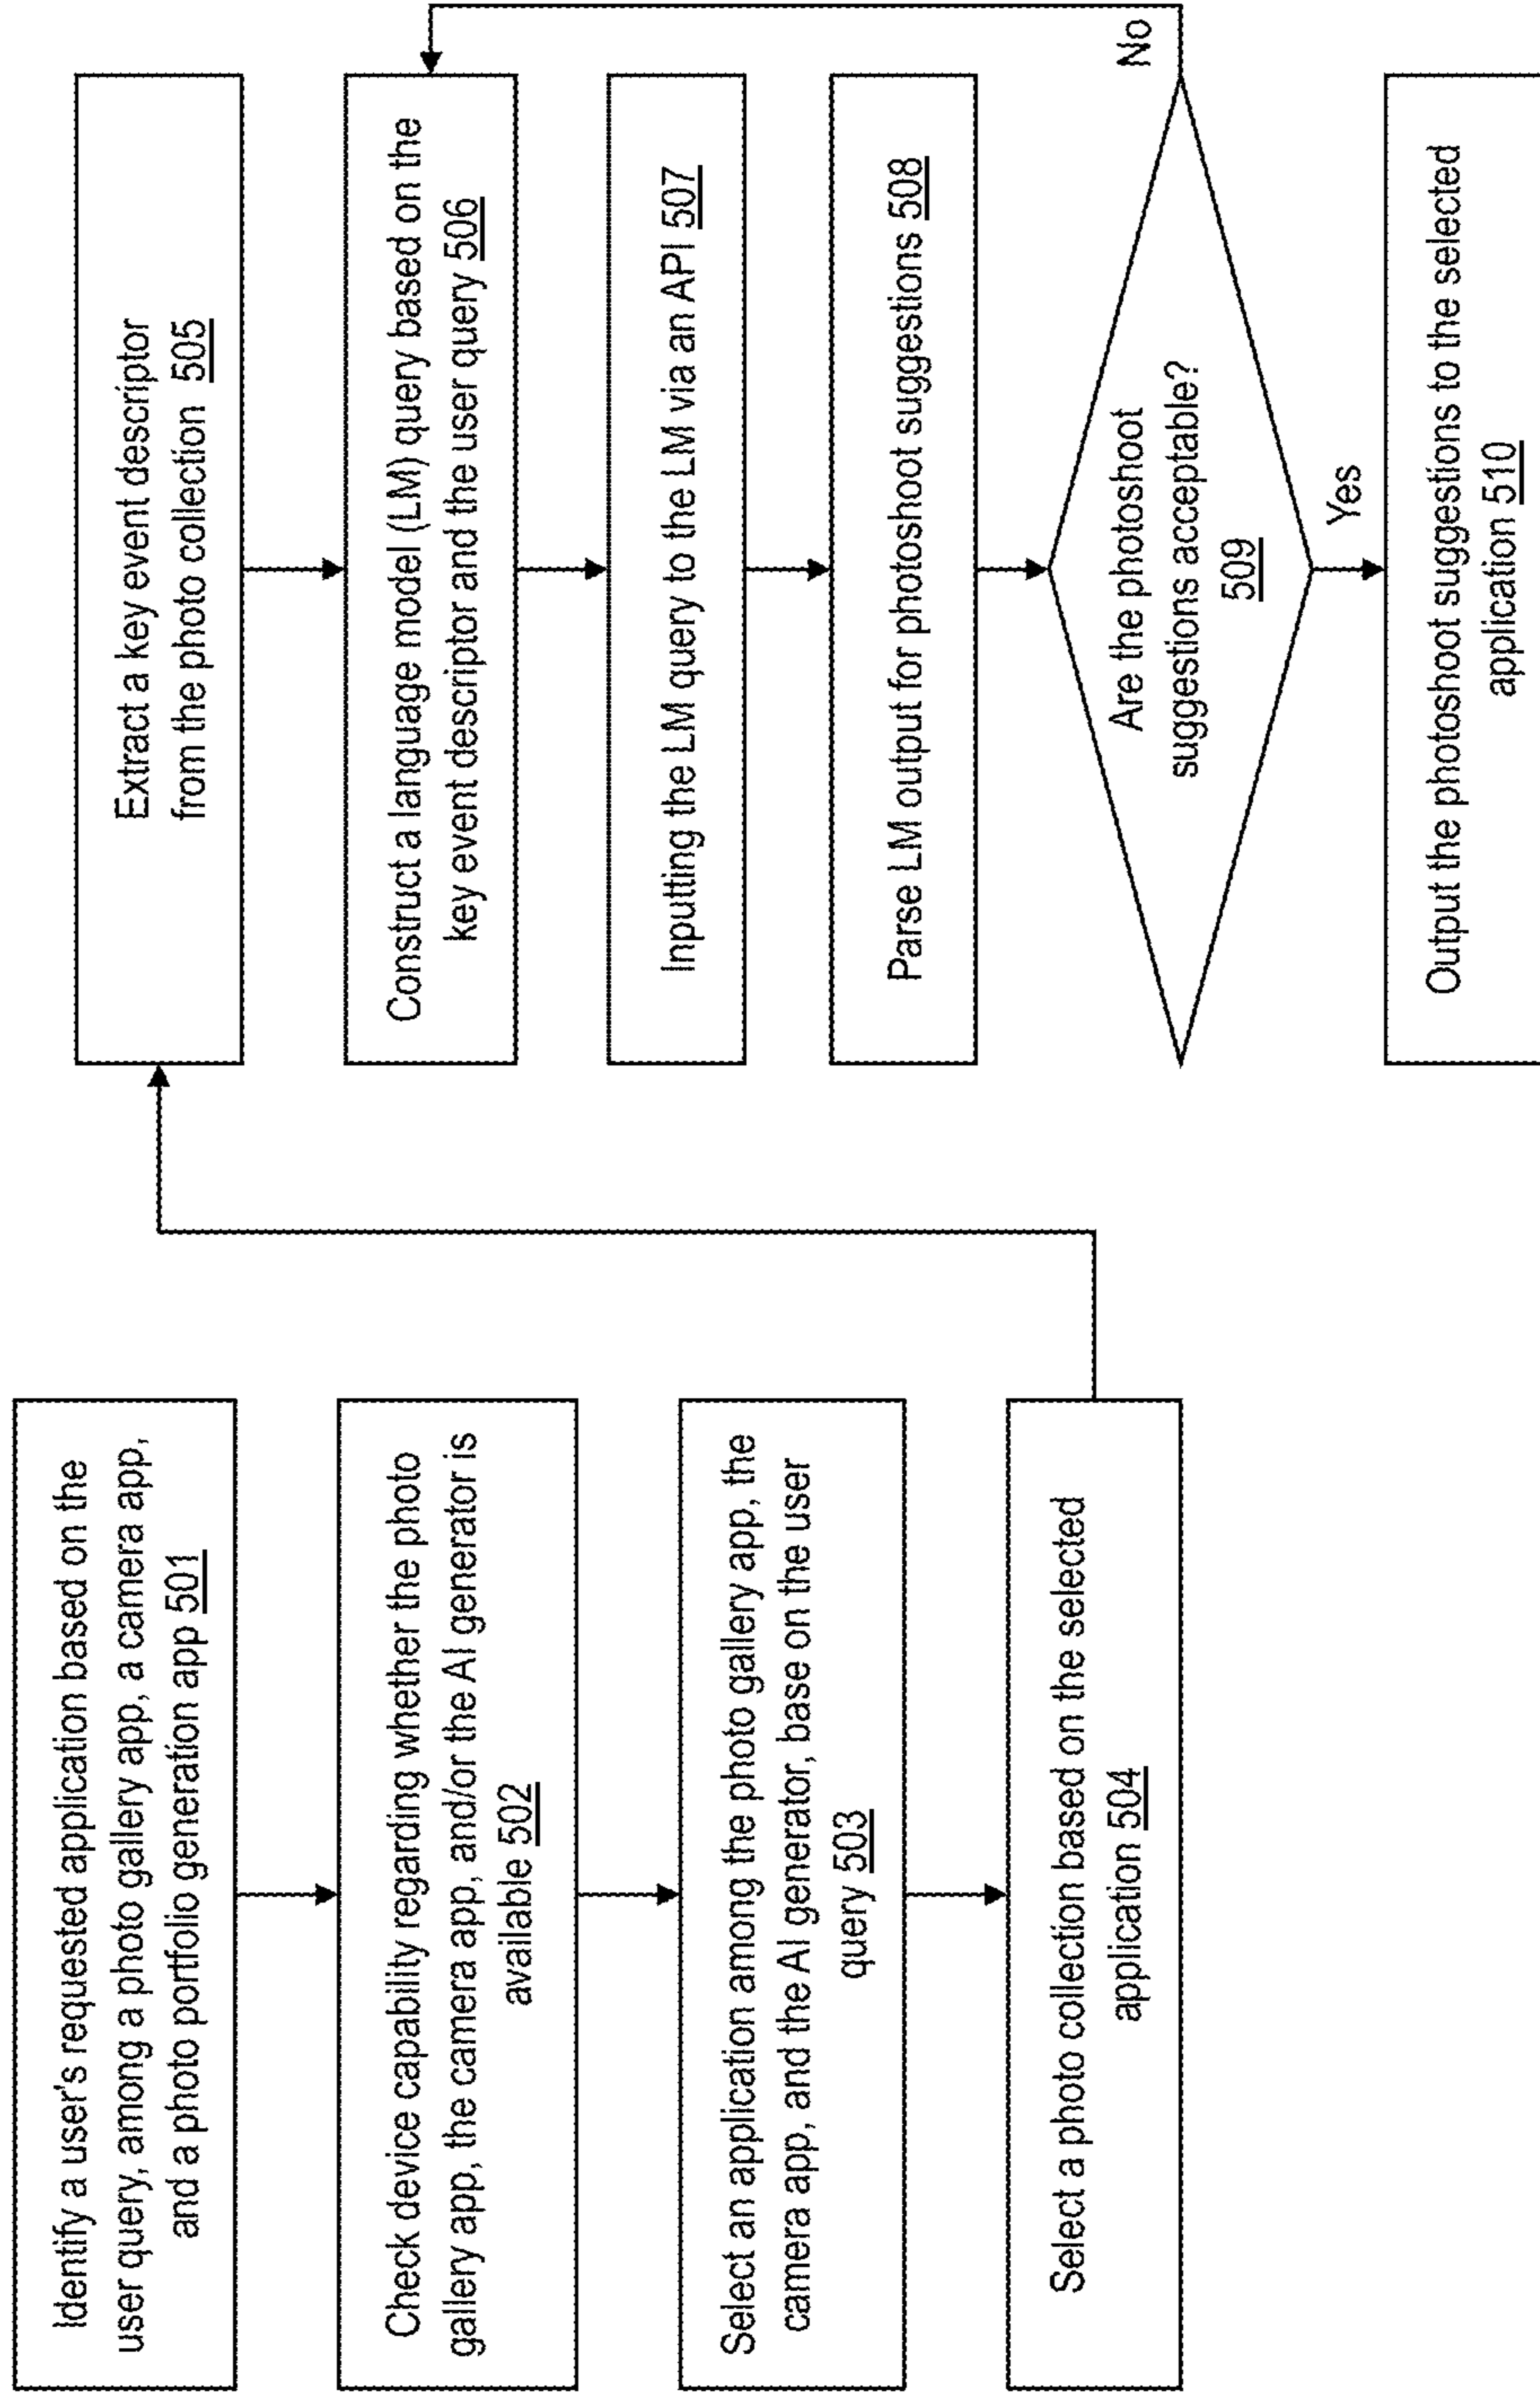 Identify a user's requested application based on the
user query, among a photo gallery app, a camera app,
and a photo portfolio generation app 501
Check device capability regarding whether the photo
gallery app, the camera app, and/or the AI generator is
available 502
Select an application among the photo gallery app, the
camera app, and the AI generator, base on the user
query 503
Select a photo collection based on the selected
application 504
Extract a key event descriptor
from the photo collection 505
Construct a language model (LM) query based on the
key event descriptor and the user query 506
Inputting the LM query to the LM via an API 507
Parse LM output for photoshoot suggestions 508
Are the photoshoot
suggestions acceptable?
509
No
Yes
Output the photoshoot suggestions to the selected
application 510